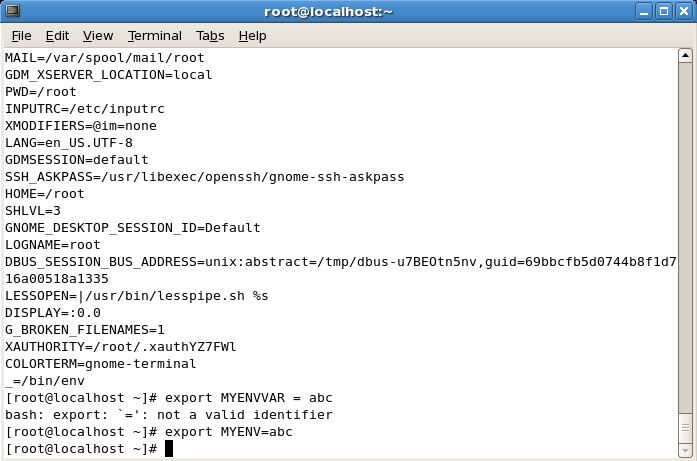 root@localhost:~
File Edit View Terminal Tabs Help
MAIL=/var/spool/mail/root
GDM_XSERVER_LOCATION=local
PWD=/root
INPUTRC=/etc/inputrc
XMODIFIERS=@im=none
LANG=en_US.UTF-8
GDMSESSION=default
SSH_ASKPASS=/usr/libexec/openssh/gnome-ssh-askpass
HOME=/root
SHLVL=3
GNOME_DESKTOP_SESSION_ID=Default
LOGNAME=root
DBUS_SESSION_BUS_ADDRESS=unix:abstract=/tmp/dbus-u7BEOtn5nv,guid=69bbcfb5d0744b8f1d7
16a00518a1335
LESSOPEN=|/usr/bin/lesspipe.sh %s
DISPLAY=:0.0
G_BROKEN_FILENAMES=1
XAUTHORITY=/root/.xauthYZ7FWl
COLORTERM=gnome-terminal
_=/bin/env
[root@localhost ~]# export MYENVVAR = abc
bash: export: `=': not a valid identifier
[root@localhost ~]# export MYENV=abc
[root@localhost ~]#